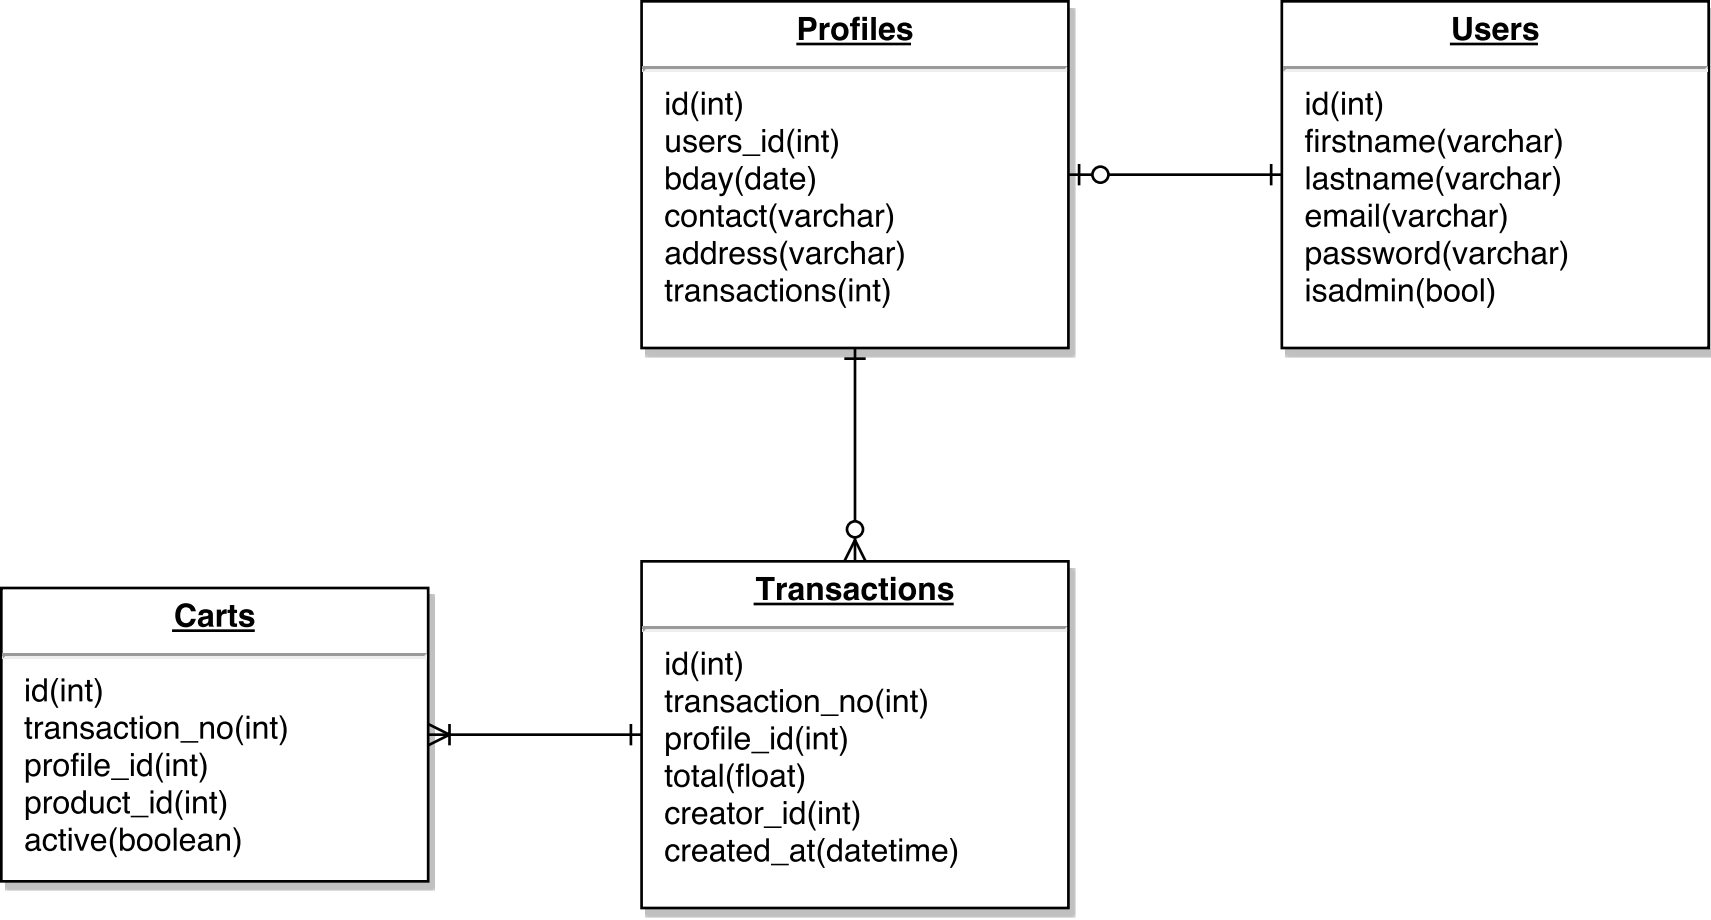 Profiles
id(int)
users_id(int)
bday(date)
contact(varchar)
address(varchar)
transactions(int)
Users
id(int)
firstname(varchar)
lastname(varchar)
email(varchar)
password(varchar)
isadmin(bool)
Carts
id(int)
transaction_no(int)
profile_id(int)
product_id(int)
active(boolean)
Transactions
id(int)
transaction_no(int)
profile_id(int)
total(float)
creator_id(int)
created_at(datetime)